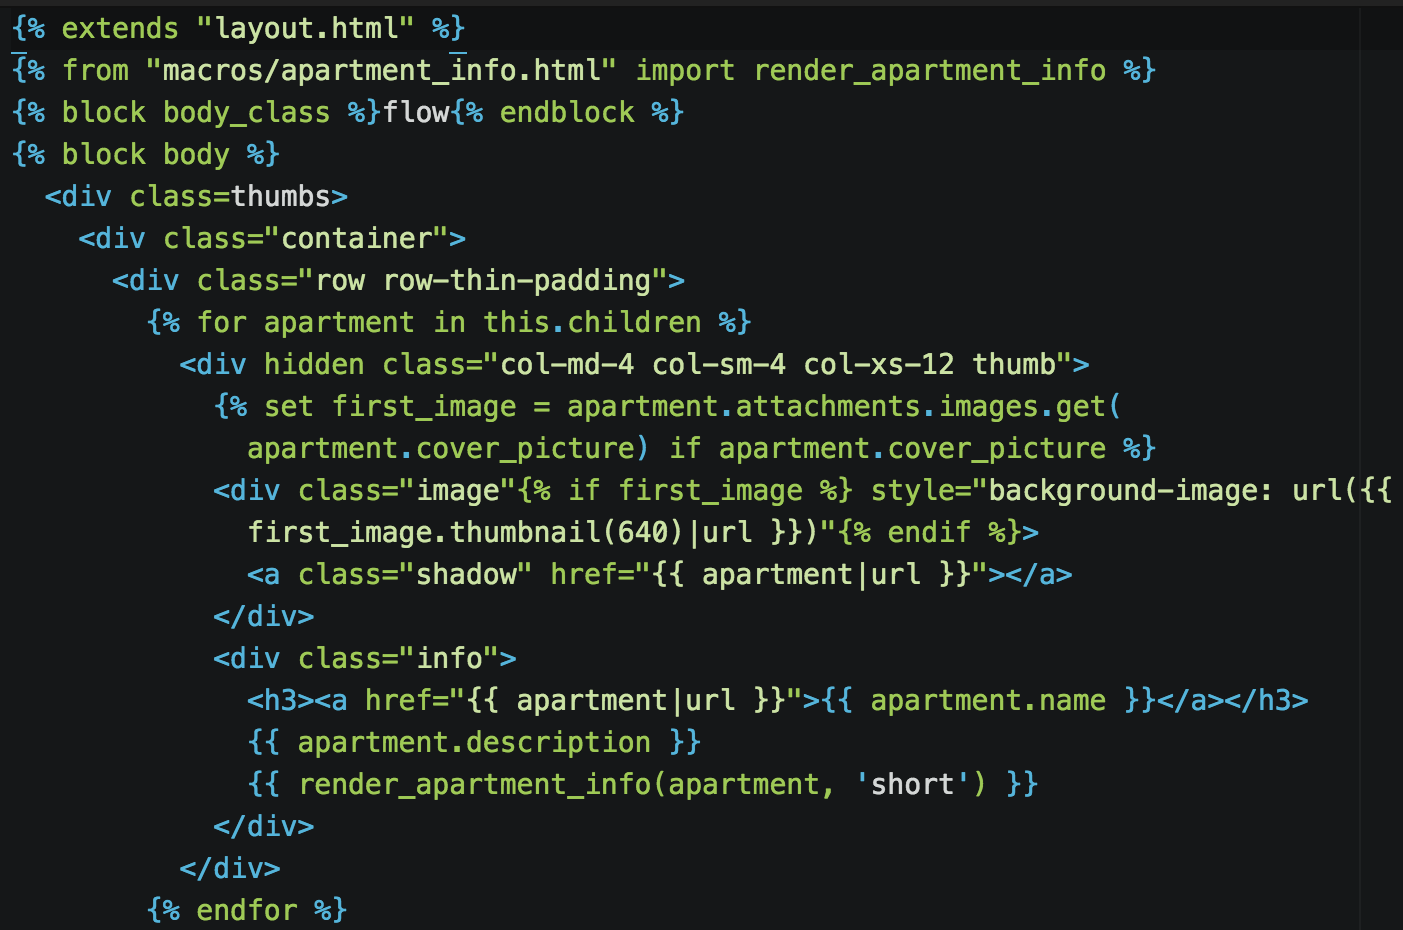 {% extends "layout.html" %}
{% from "macros/apartment_info.html" import render_apartment_info %}
{% block body_class %}flow{% endblock %}
{% block body %}
  <div class=thumbs>
    <div class="container">
      <div class="row row-thin-padding">
        {% for apartment in this.children %}
          <div hidden class="col-md-4 col-sm-4 col-xs-12 thumb">
            {% set first_image = apartment.attachments.images.get(
              apartment.cover_picture) if apartment.cover_picture %}
            <div class="image"{% if first_image %} style="background-image: url({{
              first_image.thumbnail(640)|url }})"{% endif %}>
              <a class="shadow" href="{{ apartment|url }}"></a>
            </div>
            <div class="info">
              <h3><a href="{{ apartment|url }}">{{ apartment.name }}</a></h3>
              {{ apartment.description }}
              {{ render_apartment_info(apartment, 'short') }}
            </div>
          </div>
        {% endfor %}